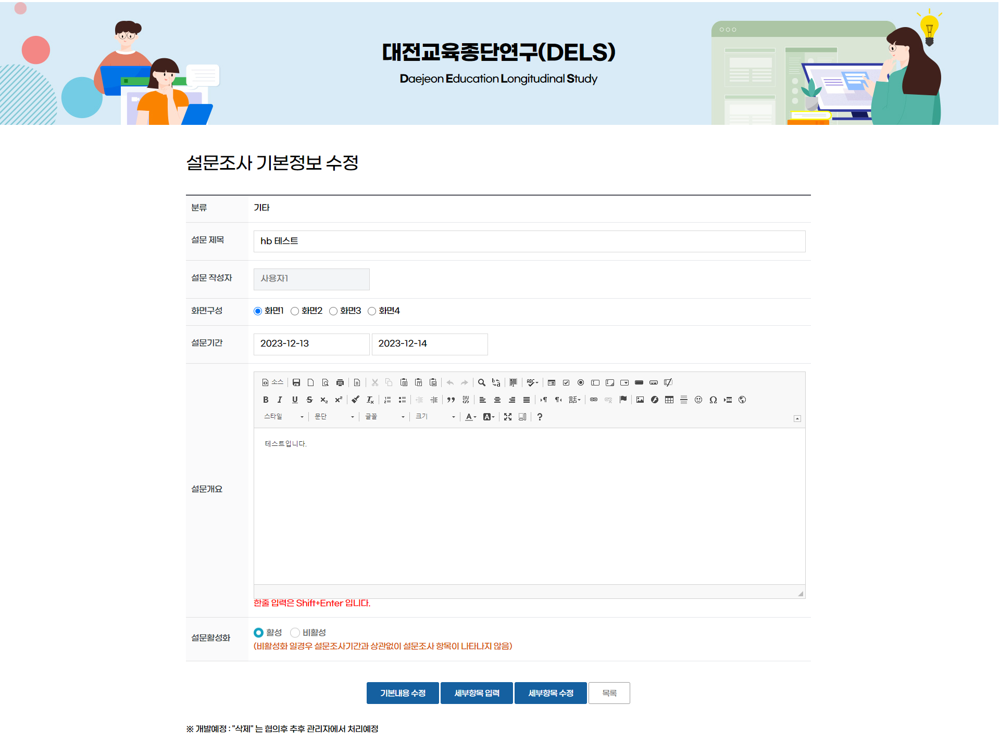 대전교육종단연구(DELS)
Daejeon Education Longitudinal Study
설문조사 기본정보 수정
분류 기타
설문 제목 hb 테스트
설문 작성자 사용자1
화면구성 화면1 화면2 화면3 화면4
설문기간 2023-12-13 2023-12-14
소스
스타일 문단 글꼴 크기
테스트입니다.
설문개요
한줄 입력은 Shift+Enter 입니다.
설문활성화 활성 비활성
(비활성화 일경우 설문조사기간과 상관없이 설문조사 항목이 나타나지 않음)
기본내용 수정 세부항목 입력 세부항목 수정 목록
※ 개발예정 : "삭제" 는 협의후 추후 관리자에서 처리예정